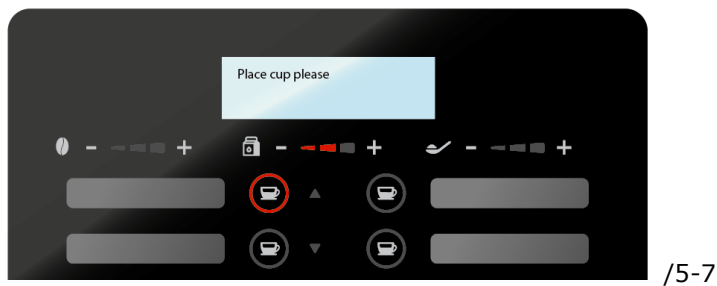 Place cup please
- + - + - +
/5-7